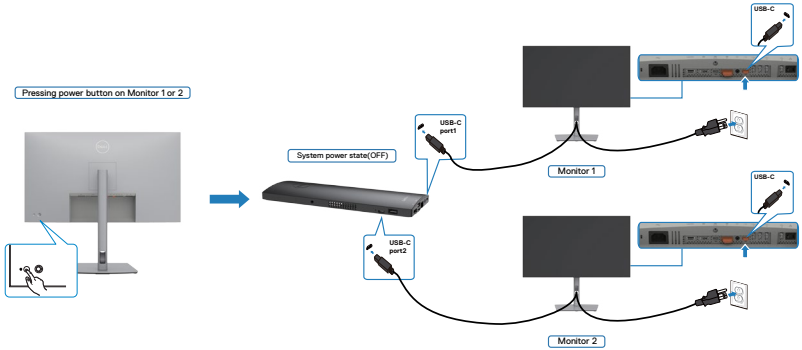 Pressing power button on Monitor 1 or 2
System power state(OFF)
USB-C
port1
USB-C
port2
USB-C
Monitor 1
USB-C
Monitor 2